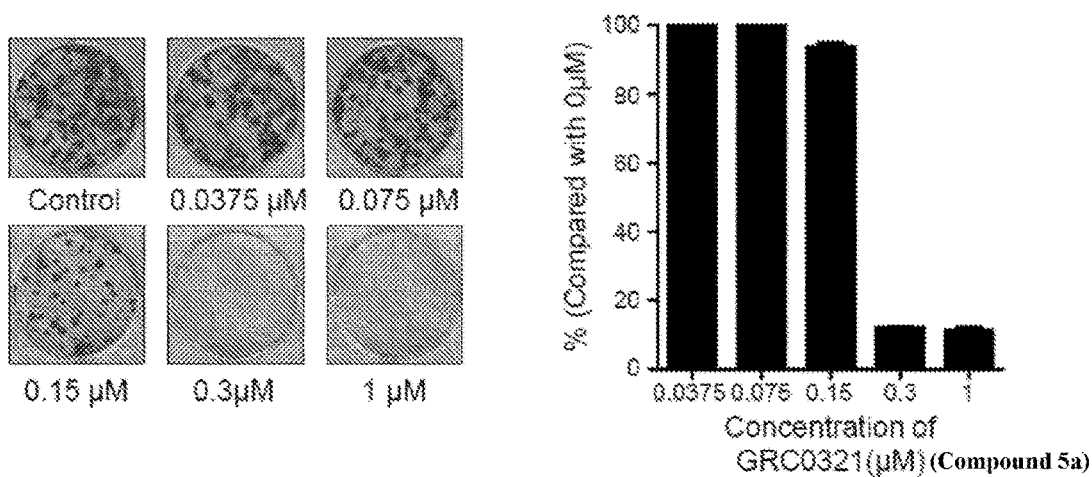 Control 0.0375 µM 0.075 µM
0.15 µM 0.3µM 1 µM
% (Compared with 0µM)
100
80
60
40
20
0
0.0375 0.075 0.15 0.3 1
Concentration of
GRC0321(µM) (Compound 5a)